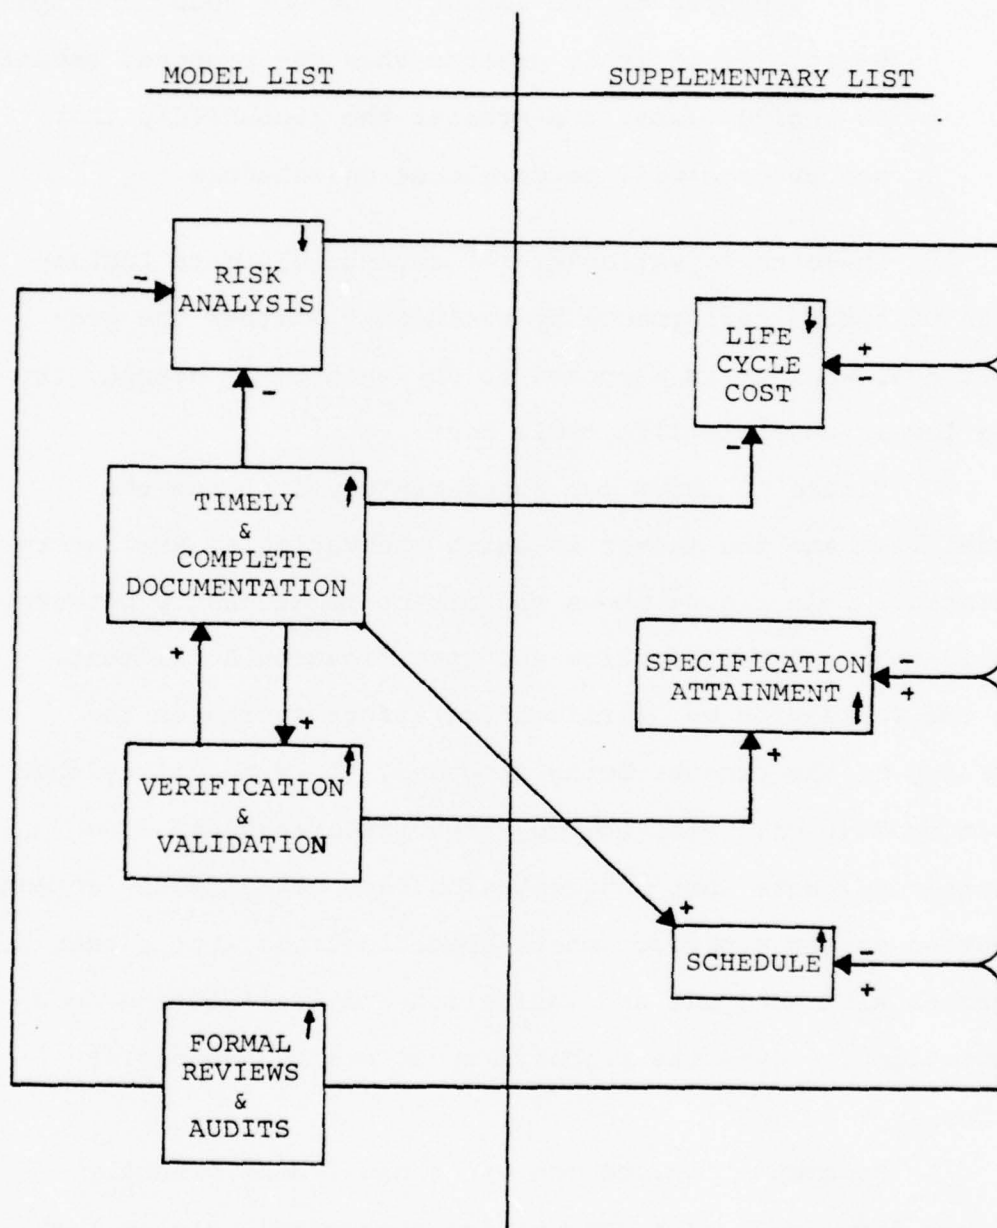 MODEL LIST
SUPPLEMENTARY LIST
RISK
ANALYSIS
-
-
LIFE
CYCLE
COST
+
-
-
TIMELY
&
COMPLETE
DOCUMENTATION
+
+
SPECIFICATION
ATTAINMENT
-
+
+
VERIFICATION
&
VALIDATION
+
SCHEDULE
-
+
FORMAL
REVIEWS
&
AUDITS